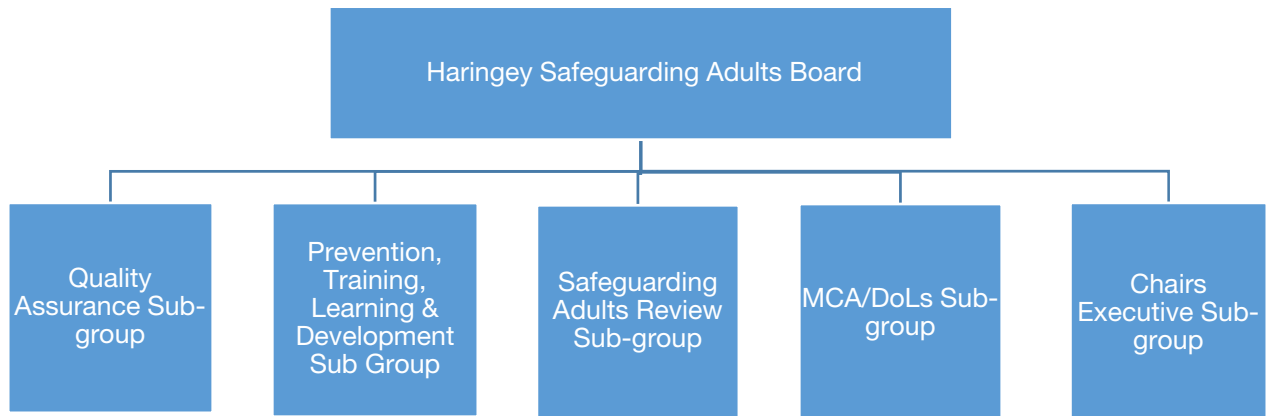 Haringey Safeguarding Adults Board
Quality
Assurance Sub-
group
Prevention,
Training,
Learning &
Development
Sub Group
Safeguarding
Adults Review
Sub-group
MCA/DoLs Sub-
group
Chairs
Executive Sub-
group